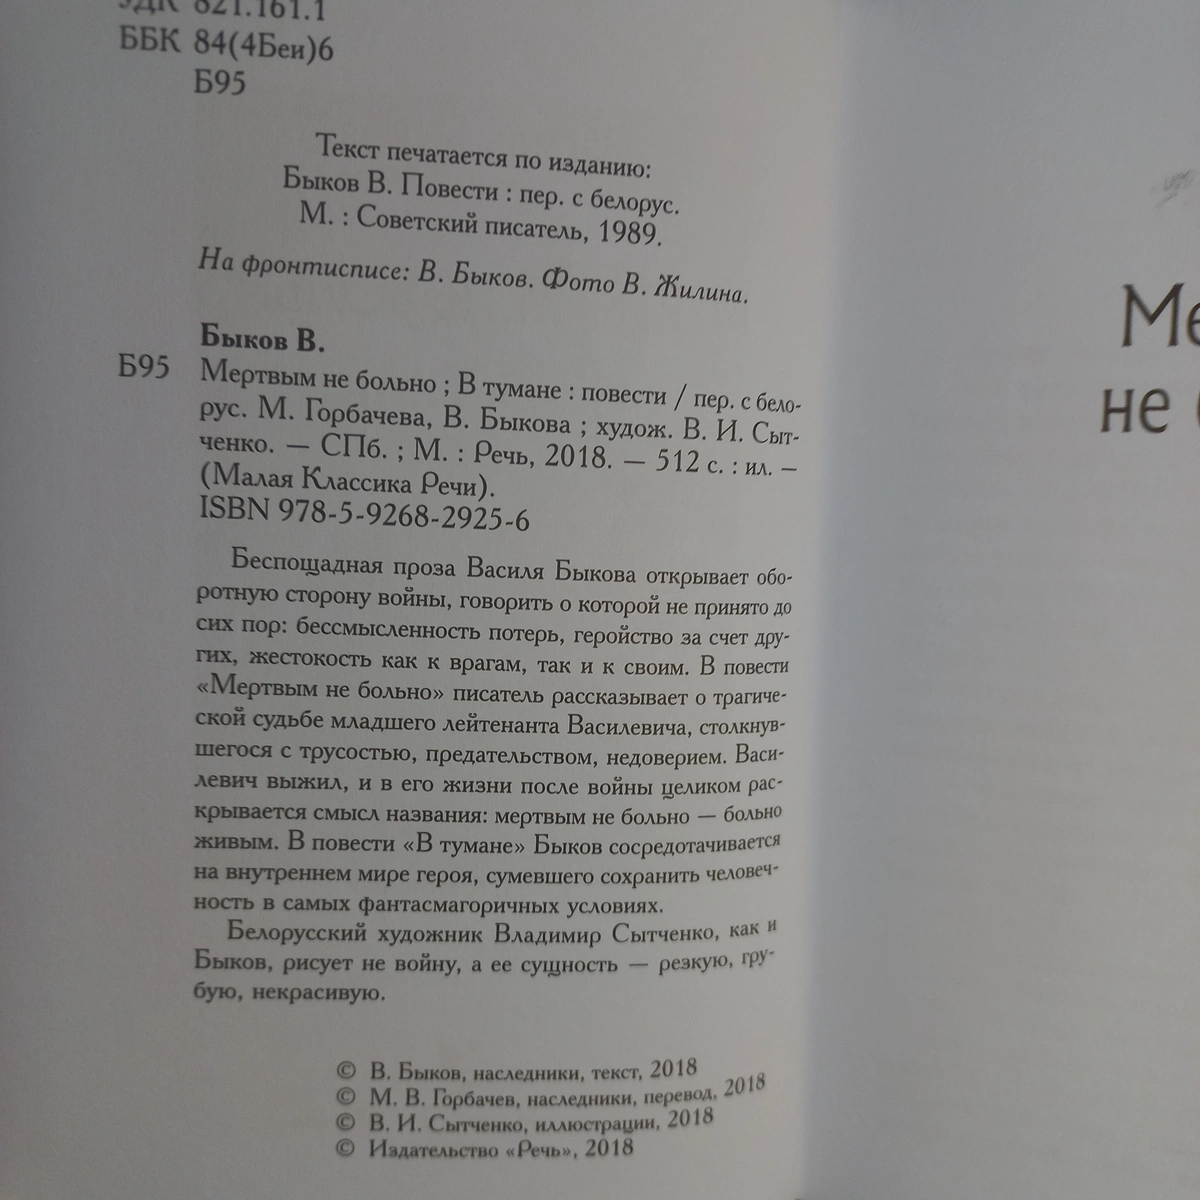 УДК 821.161.1
ББК 84(4Беи)6
Б95
Текст печатается по изданию:
Быков В. Повести : пер. с белорус.
М. : Советский писатель, 1989.
На фронтисписе: В. Быков. Фото В. Жилина.
Быков В.
Б95 Мертвым не больно ; В тумане : повести / пер. с бело-
рус. М. Горбачева, В. Быкова ; худож. В. И. Сыт-
ченко. — СПб. ; М. : Речь, 2018. — 512 с. : ил. —
(Малая Классика Речи).
ISBN 978-5-9268-2925-6
Беспощадная проза Василя Быкова открывает обо-
ротную сторону войны, говорить о которой не принято до
сих пор: бессмысленность потерь, геройство за счет дру-
гих, жестокость как к врагам, так и к своим. В повести
«Мертвым не больно» писатель рассказывает о трагиче-
ской судьбе младшего лейтенанта Василевича, столкнув-
шегося с трусостью, предательством, недоверием. Васи-
левич выжил, и в его жизни после войны целиком рас-
крывается смысл названия: мертвым не больно — больно
живым. В повести «В тумане» Быков сосредотачивается
на внутреннем мире героя, сумевшего сохранить человеч-
ность в самых фантасмагоричных условиях.
Белорусский художник Владимир Сытченко, как и
Быков, рисует не войну, а ее сущность — резкую, гру-
бую, некрасивую.
© В. Быков, наследники, текст, 2018
© М. В. Горбачев, наследники, перевод, 2018
© В. И. Сытченко, иллюстрации, 2018
© Издательство «Речь», 2018
Ме
не